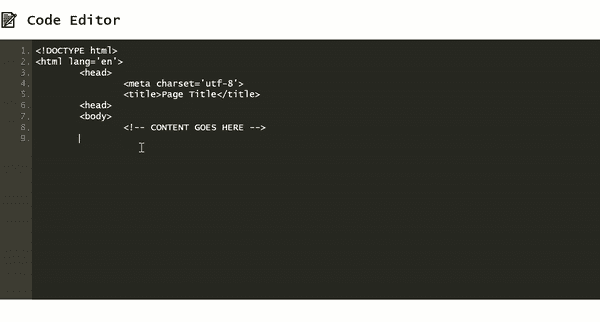 Code Editor
1. <!DOCTYPE html>
2. <html lang='en'>
3. <head>
4. <meta charset='utf-8'>
5. <title>Page Title</title>
6. <head>
7. <body>
8. <!-- CONTENT GOES HERE -->
9.